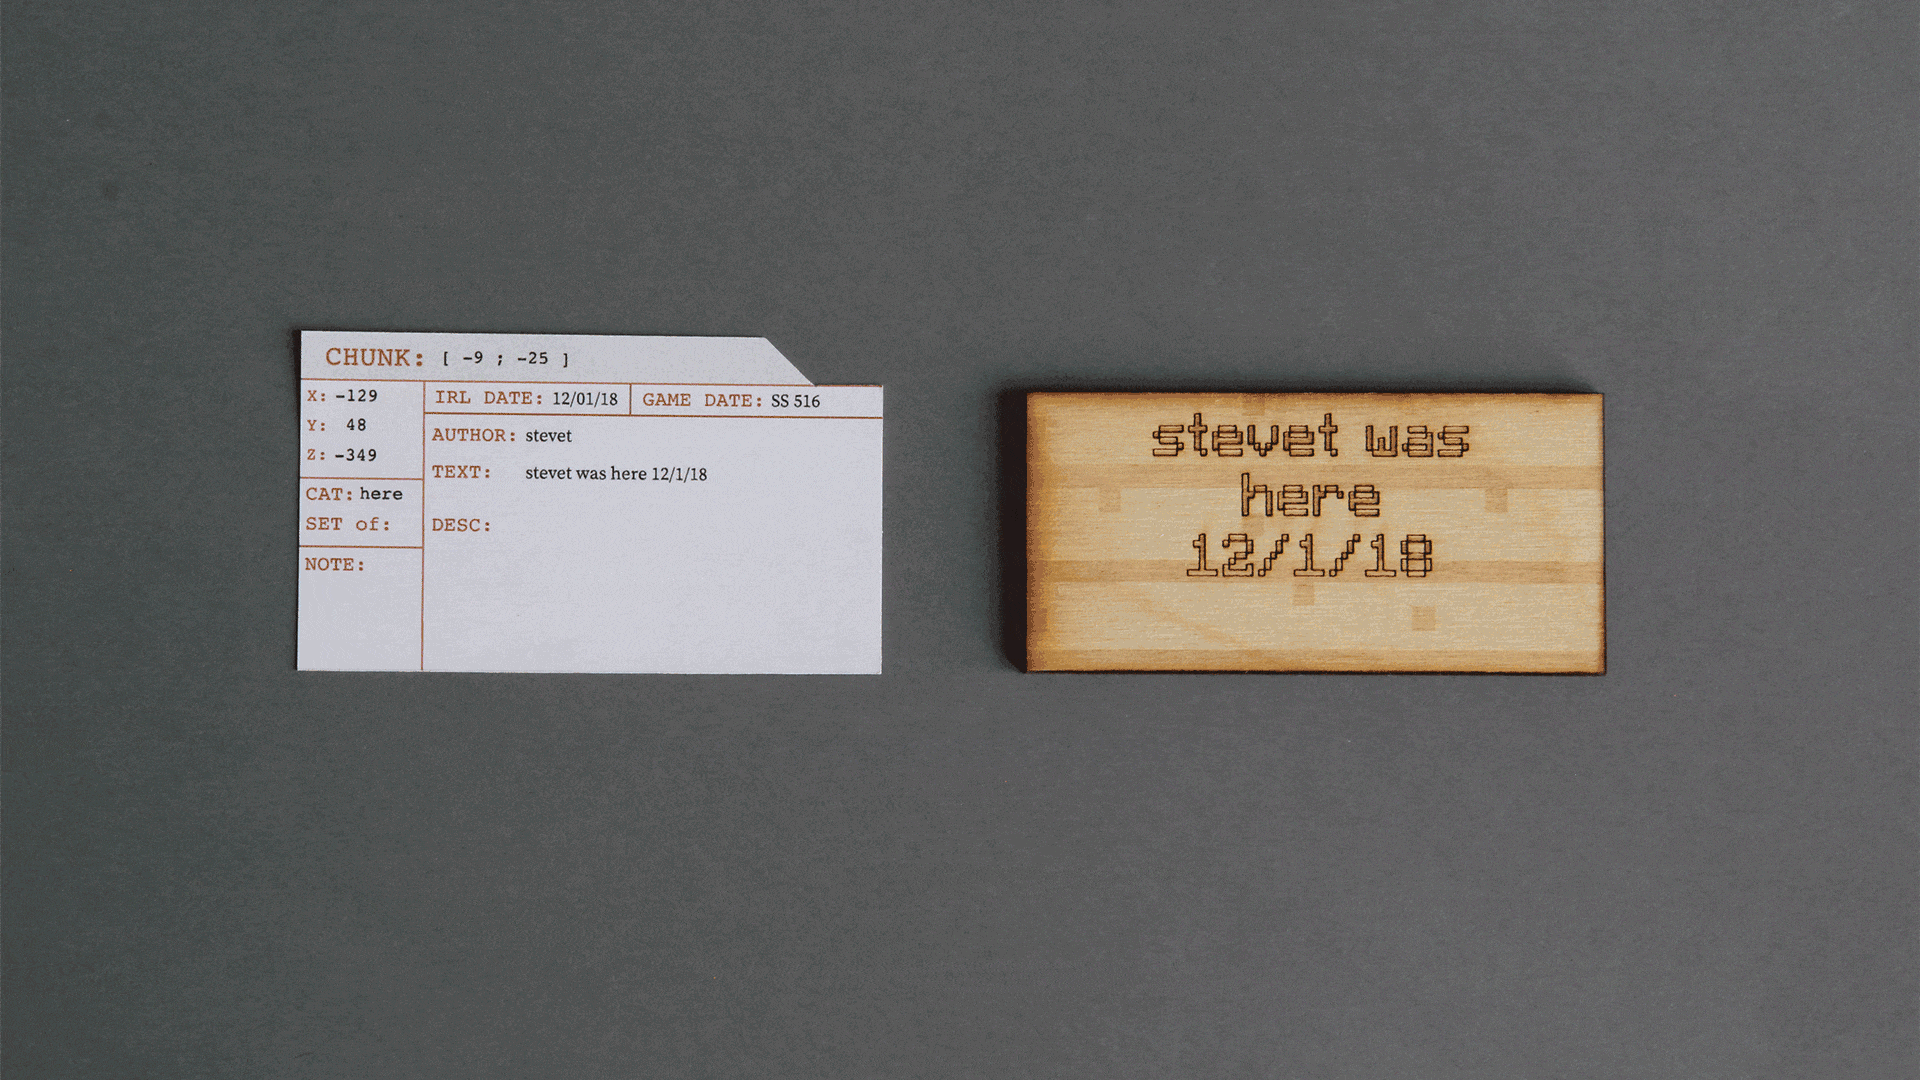 CHUNK: [ -9 ; -25 ]
X: -129
Y: 48
Z: -349
CAT: here
SET of:
NOTE:
IRL DATE: 12/01/18 GAME DATE: SS 516
AUTHOR: stevet
TEXT: stevet was here 12/1/18
DESC:
stevet was
here
12/1/18